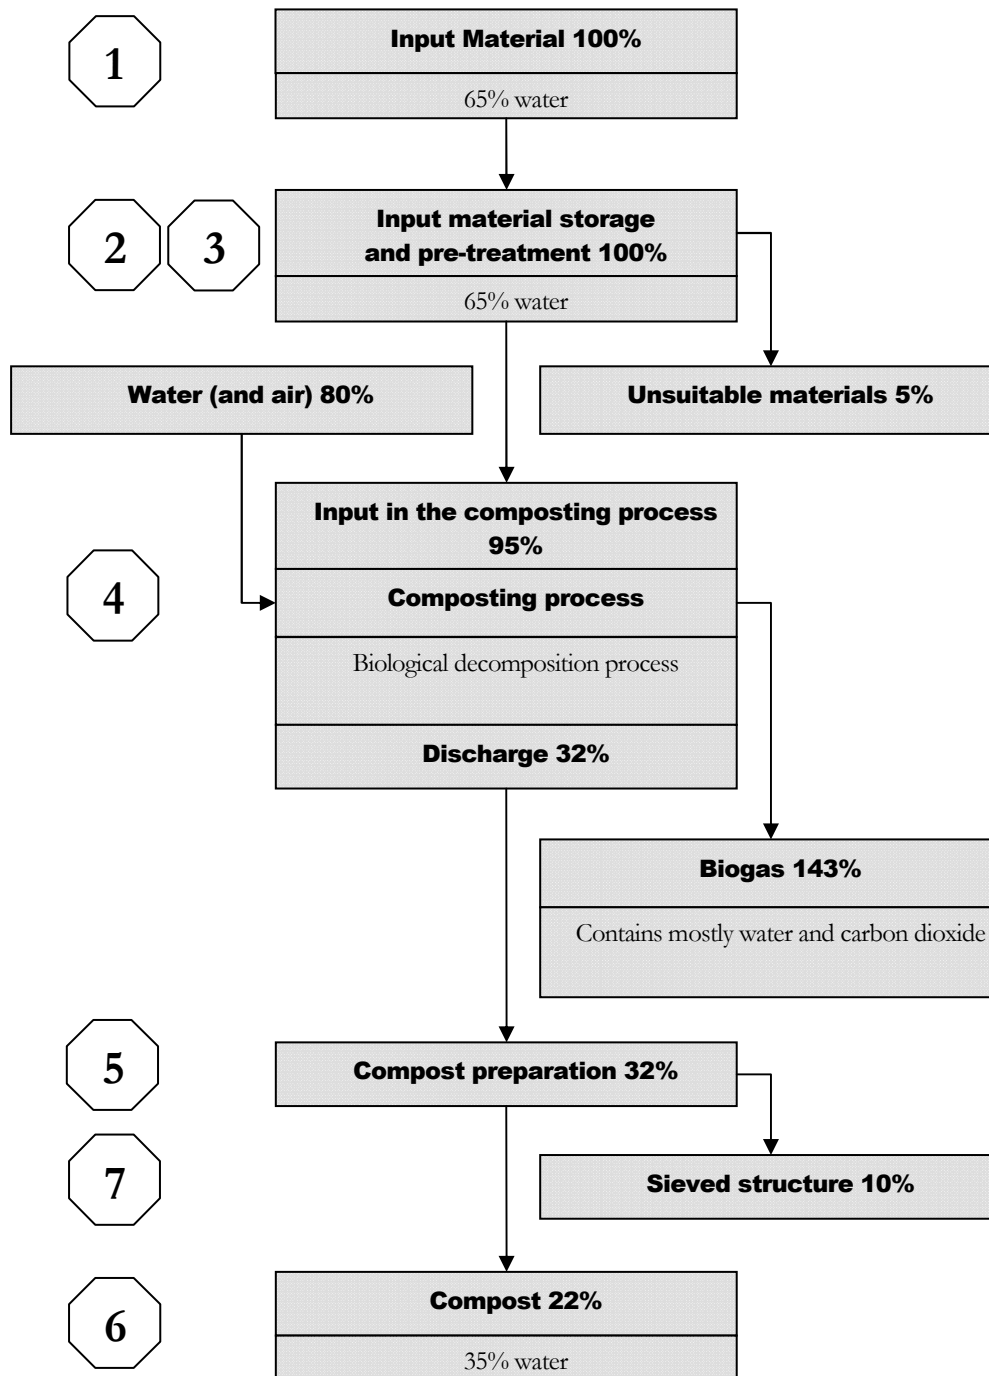 1
Input Material 100%
65% water
2
3
Input material storage
and pre-treatment 100%
65% water
Water (and air) 80%
Unsuitable materials 5%
Input in the composting process
95%
4
Composting process
Biological decomposition process
Discharge 32%
Biogas 143%
Contains mostly water and carbon dioxide
5
Compost preparation 32%
7
Sieved structure 10%
6
Compost 22%
35% water